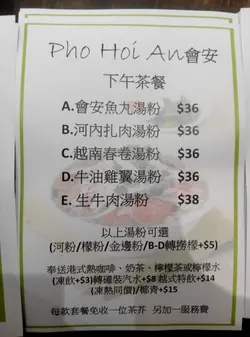 Pho Hoi An會安
下午茶餐
A.會安魚丸湯粉 $36
B.河內扎肉湯粉 $36
C.越南春卷湯粉 $36
D.牛油雞翼湯粉 $36
E. 生牛肉湯粉 $38
以上湯粉可選
(河粉/檬粉/金邊粉/B-D轉撈檬+$5)
奉送港式熱咖啡、奶茶、檸檬茶或檸檬水
(凍飲+$3)轉罐裝汽水+$8 越式特飲+$14
(凍熱同價)/椰青+$15
每款套餐免收一位茶芥 另加一服務費